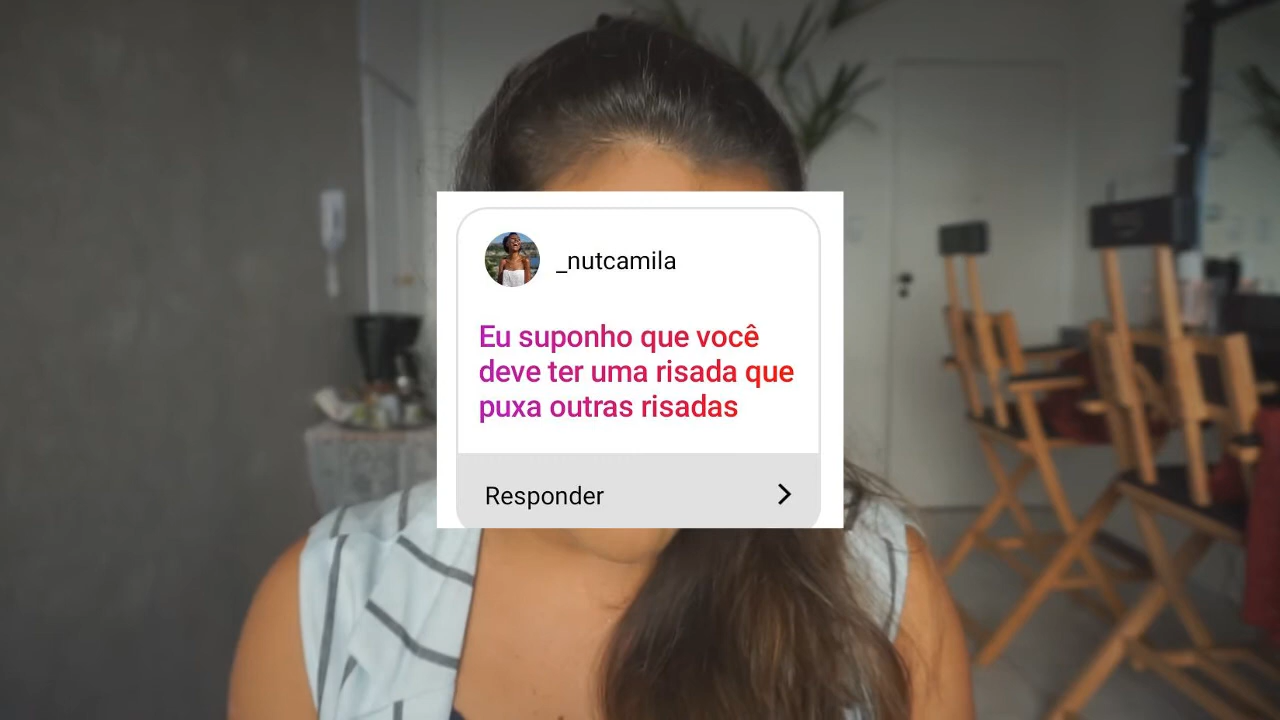 _nutcamila
Eu suponho que você
deve ter uma risada que
puxa outras risadas
Responder